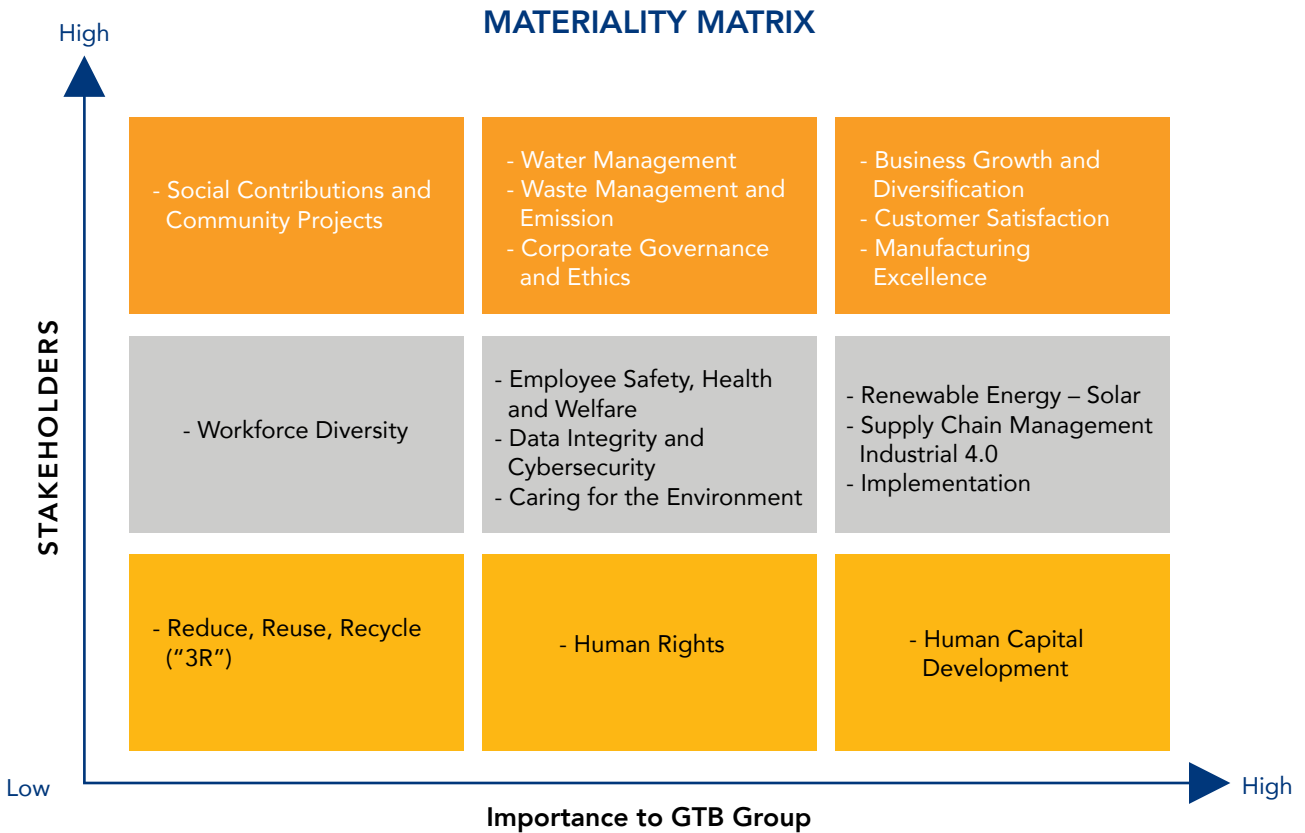 MATERIALITY MATRIX
High
- Social Contributions and
Community Projects
- Water Management
- Waste Management and
Emission
- Corporate Governance
and Ethics
- Business Growth and
Diversification
- Customer Satisfaction
- Manufacturing
Excellence
STAKEHOLDERS
- Workforce Diversity
- Employee Safety, Health
and Welfare
- Data Integrity and
Cybersecurity
- Caring for the Environment
- Renewable Energy – Solar
- Supply Chain Management
Industrial 4.0
- Implementation
- Reduce, Reuse, Recycle
(“3R”)
- Human Rights
- Human Capital
Development
Low
High
Importance to GTB Group